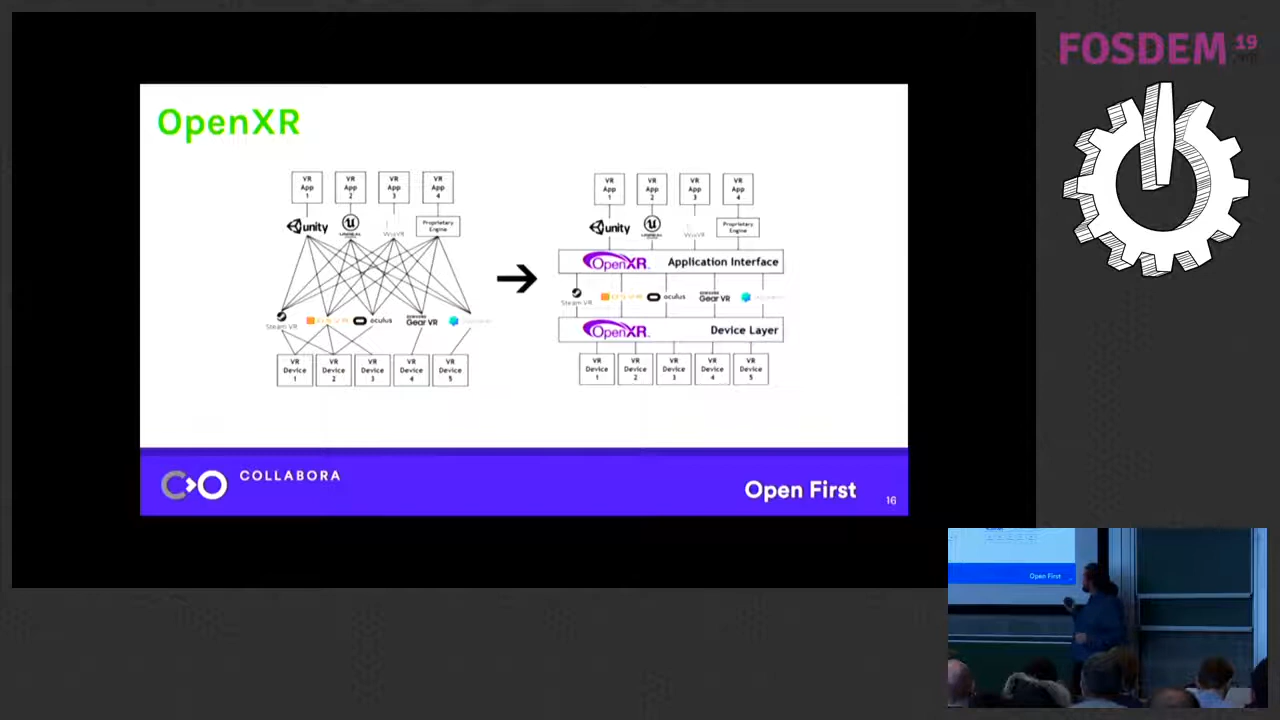 FOSDEM 19
OpenXR
VR App 1
VR App 2
VR App 3
VR App 4
unity
UNREAL
Proprietary Engine
Steam VR
oculus
SAMSUNG Gear VR
VR Device 1
VR Device 2
VR Device 3
VR Device 4
VR Device 5
VR App 1
VR App 2
VR App 3
VR App 4
unity
UNREAL
Proprietary Engine
OpenXR. Application Interface
Steam VR
oculus
SAMSUNG Gear VR
OpenXR. Device Layer
VR Device 1
VR Device 2
VR Device 3
VR Device 4
VR Device 5
COLLABORA
Open First
16
Open First